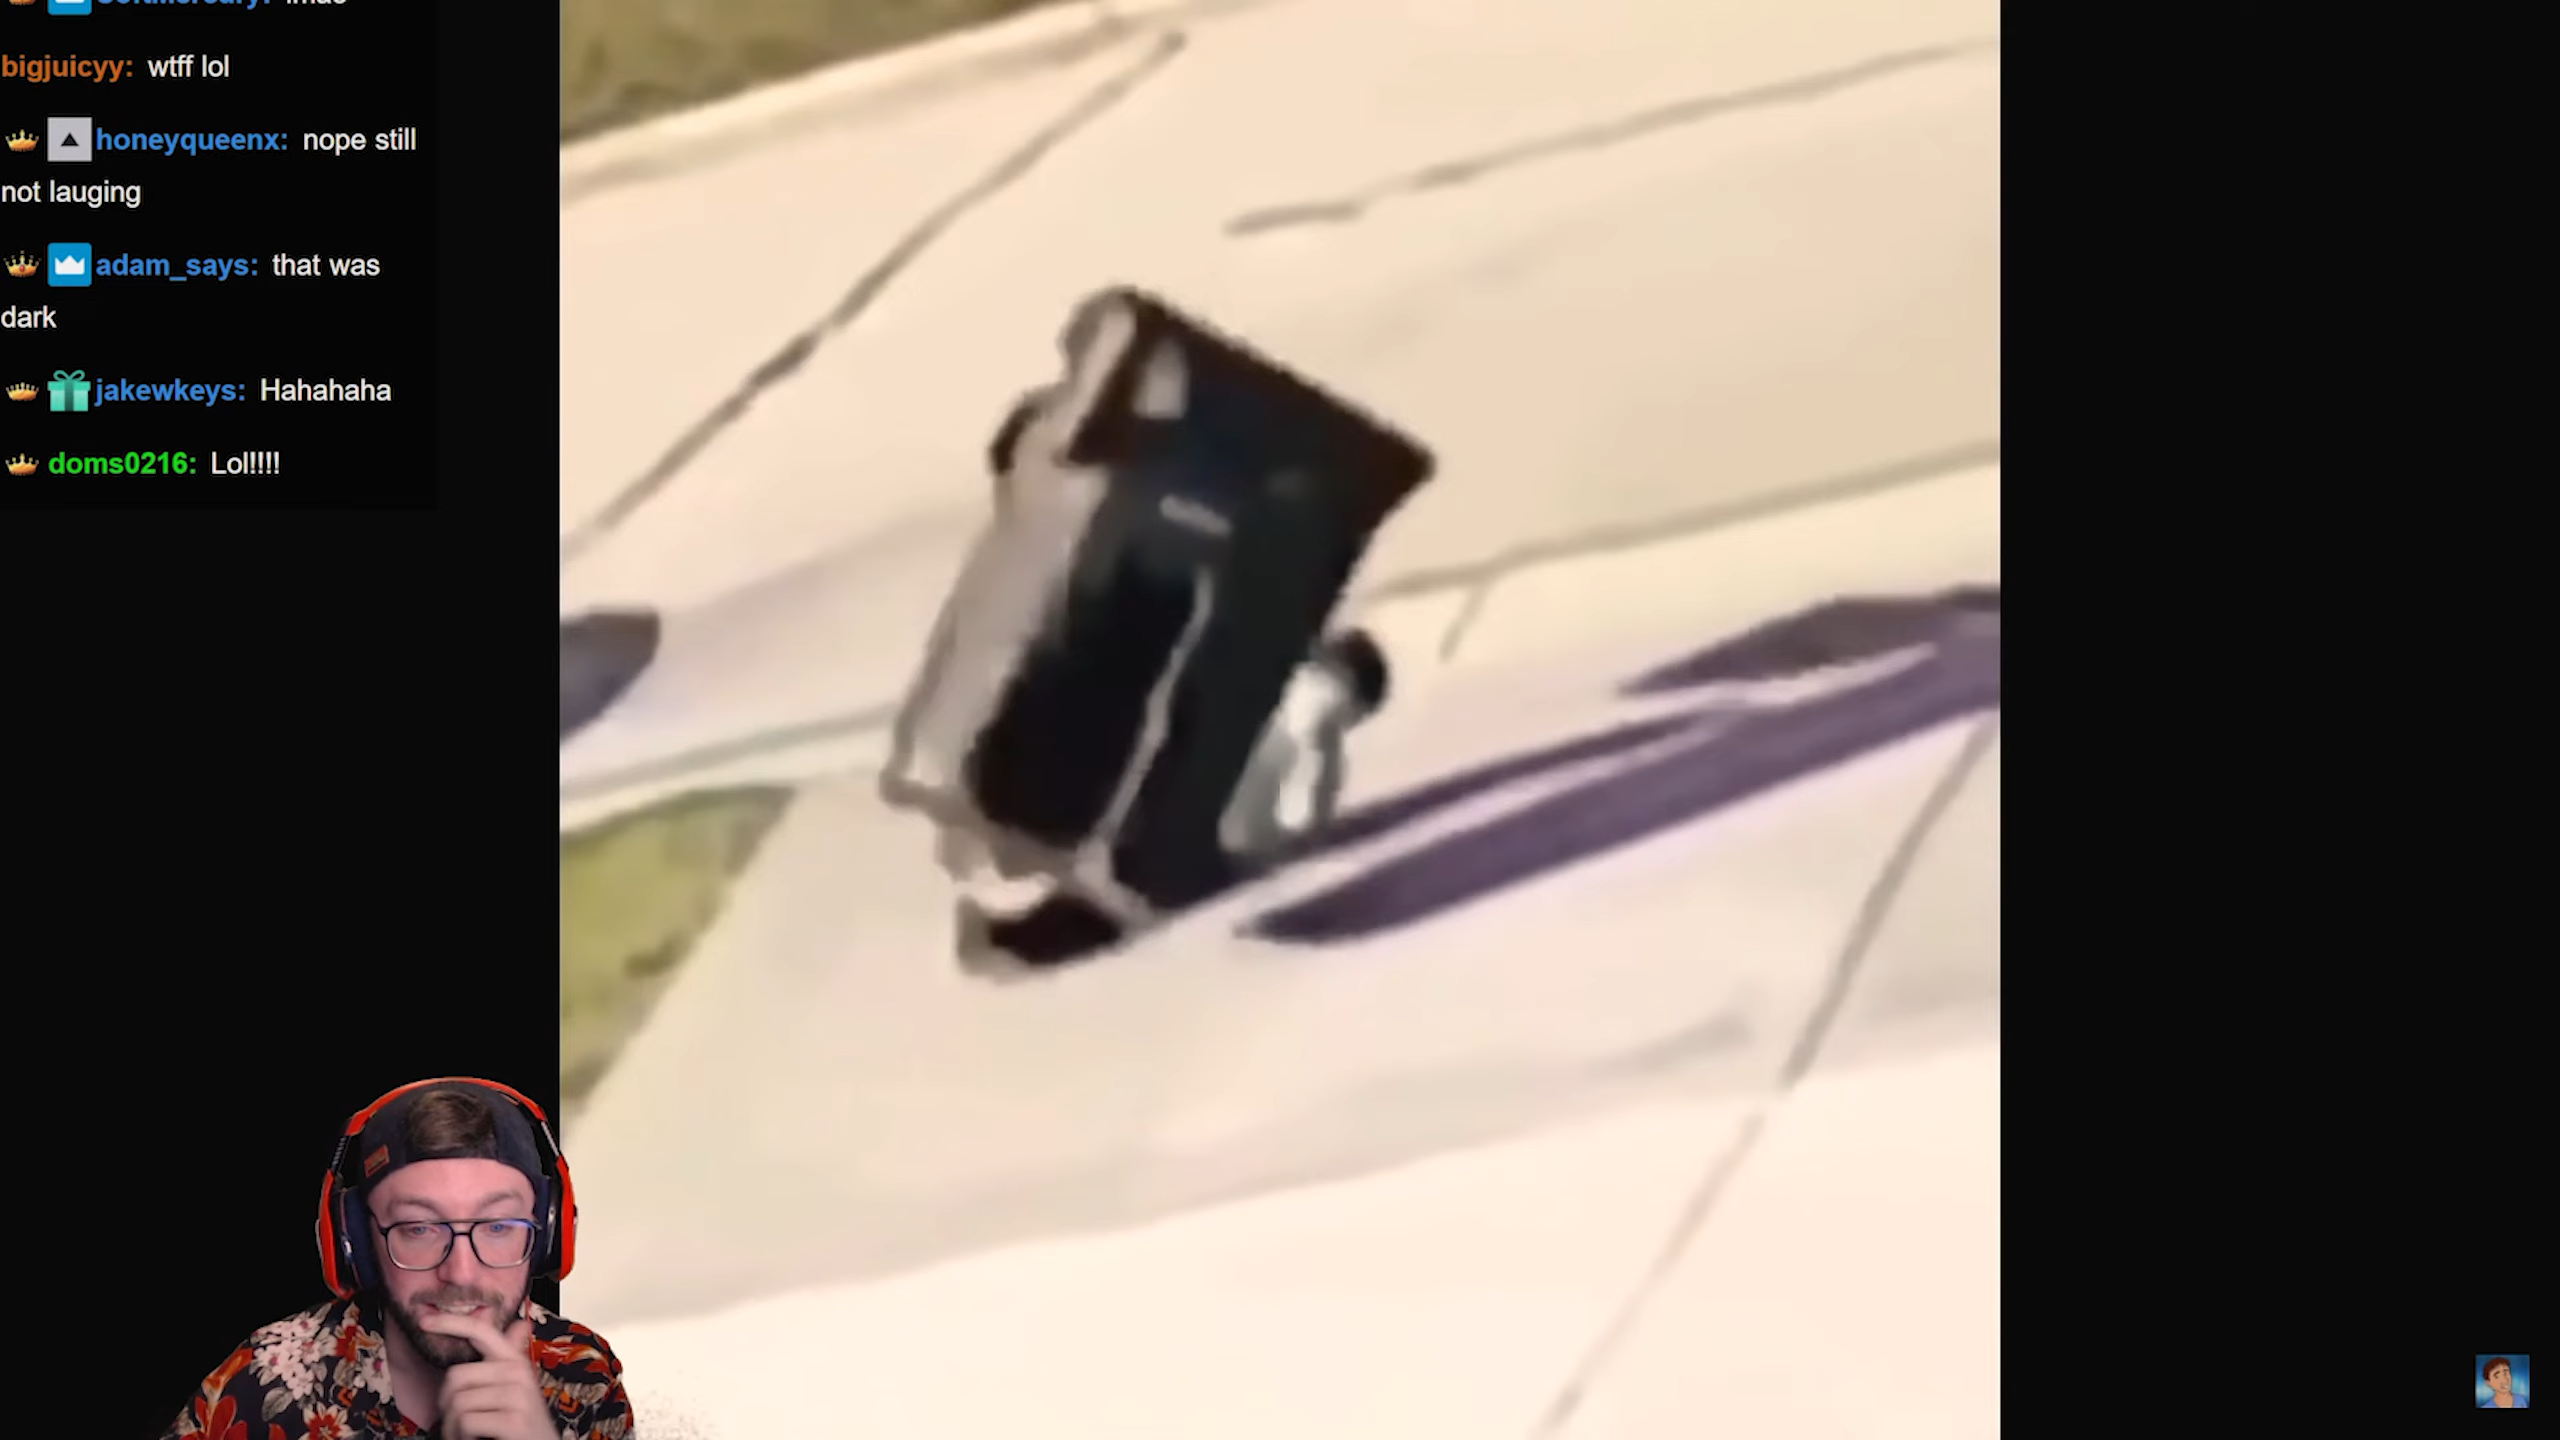 bigjuicyy: wtff lol
honeyqueenx: nope still
not lauging
adam_says: that was
dark
jakewkeys: Hahahaha
doms0216: Lol!!!!